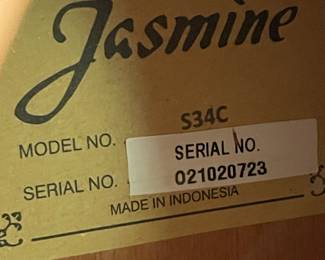 Jasmine
MODEL NO. S34C
SERIAL NO.
SERIAL NO. 021020723
MADE IN INDONESIA